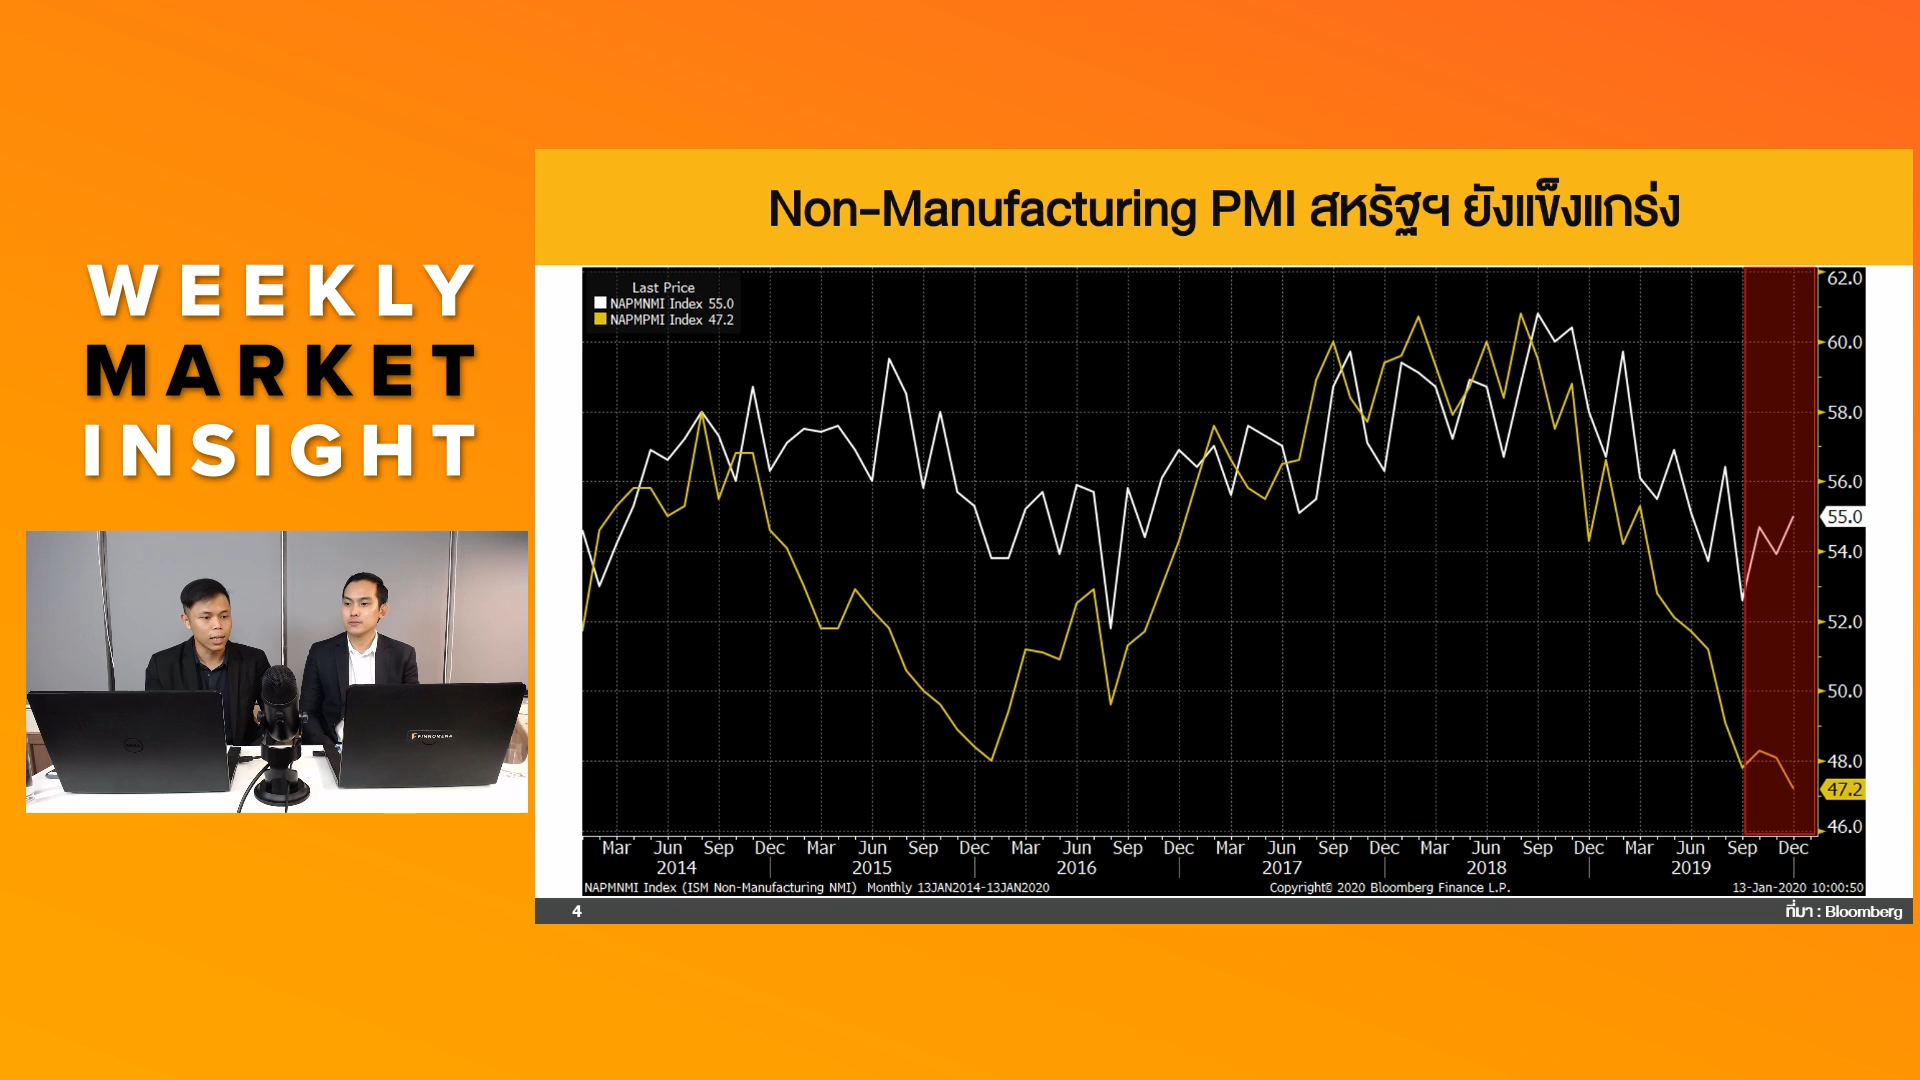 WEEKLY
MARKET
INSIGHT
Non-Manufacturing PMI สหรัฐฯ ยังแข็งแกร่ง
Last Price
NAPMNMI Index 55.0
NAPMPMI Index 47.2
62.0
60.0
58.0
56.0
55.0
54.0
52.0
50.0
48.0
47.2
46.0
Mar Jun Sep Dec Mar Jun Sep Dec Mar Jun Sep Dec Mar Jun Sep Dec Mar Jun Sep Dec Mar Jun Sep Dec
2014 2015 2016 2017 2018 2019
NAPMNMI Index (ISM Non-Manufacturing NMI) Monthly 13JAN2014-13JAN2020 Copyright© 2020 Bloomberg Finance L.P. 13-Jan-2020 10:00:50
4 ที่มา : Bloomberg
FINNOMENA
DELL